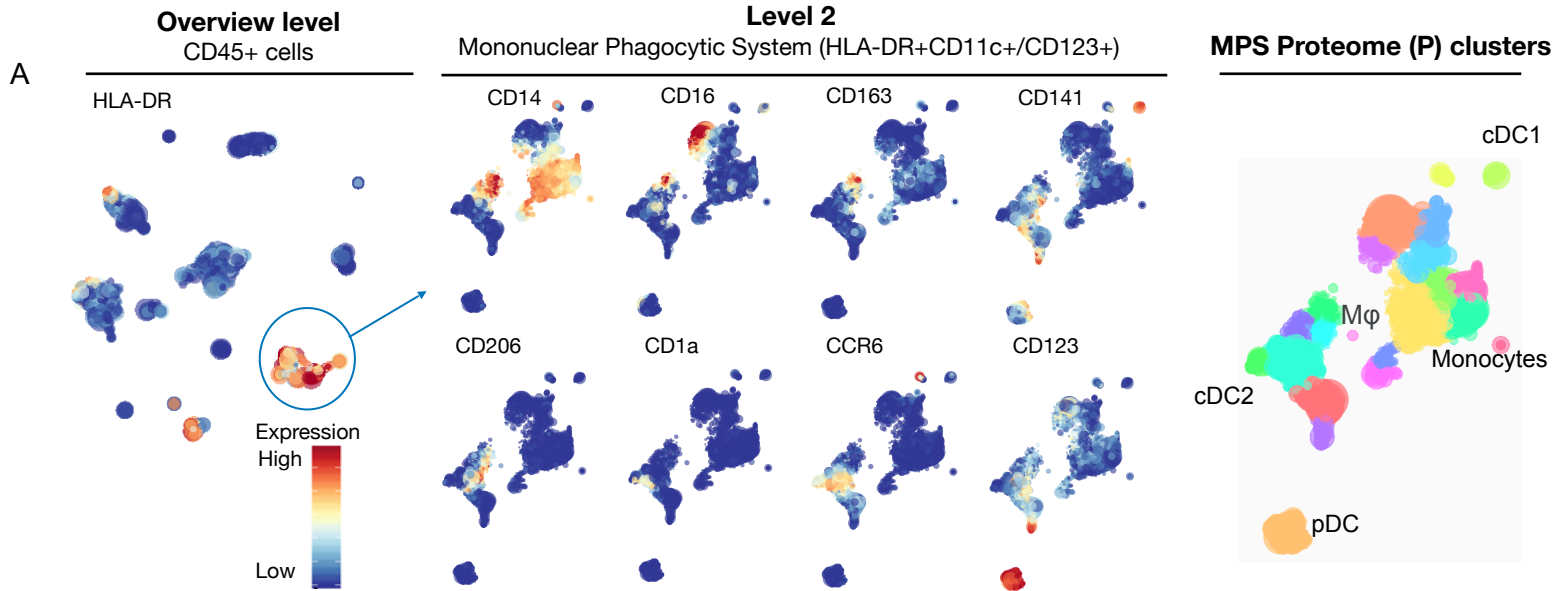 Overview level
CD45+ cells
Level 2
Mononuclear Phagocytic System (HLA-DR+CD11c+/CD123+)
MPS Proteome (P) clusters
A
HLA-DR
CD14
CD16
CD163
CD141
cDC1
CD206
CD1a
CCR6
CD123
Mφ
Monocytes
cDC2
pDC
Expression
High
Low